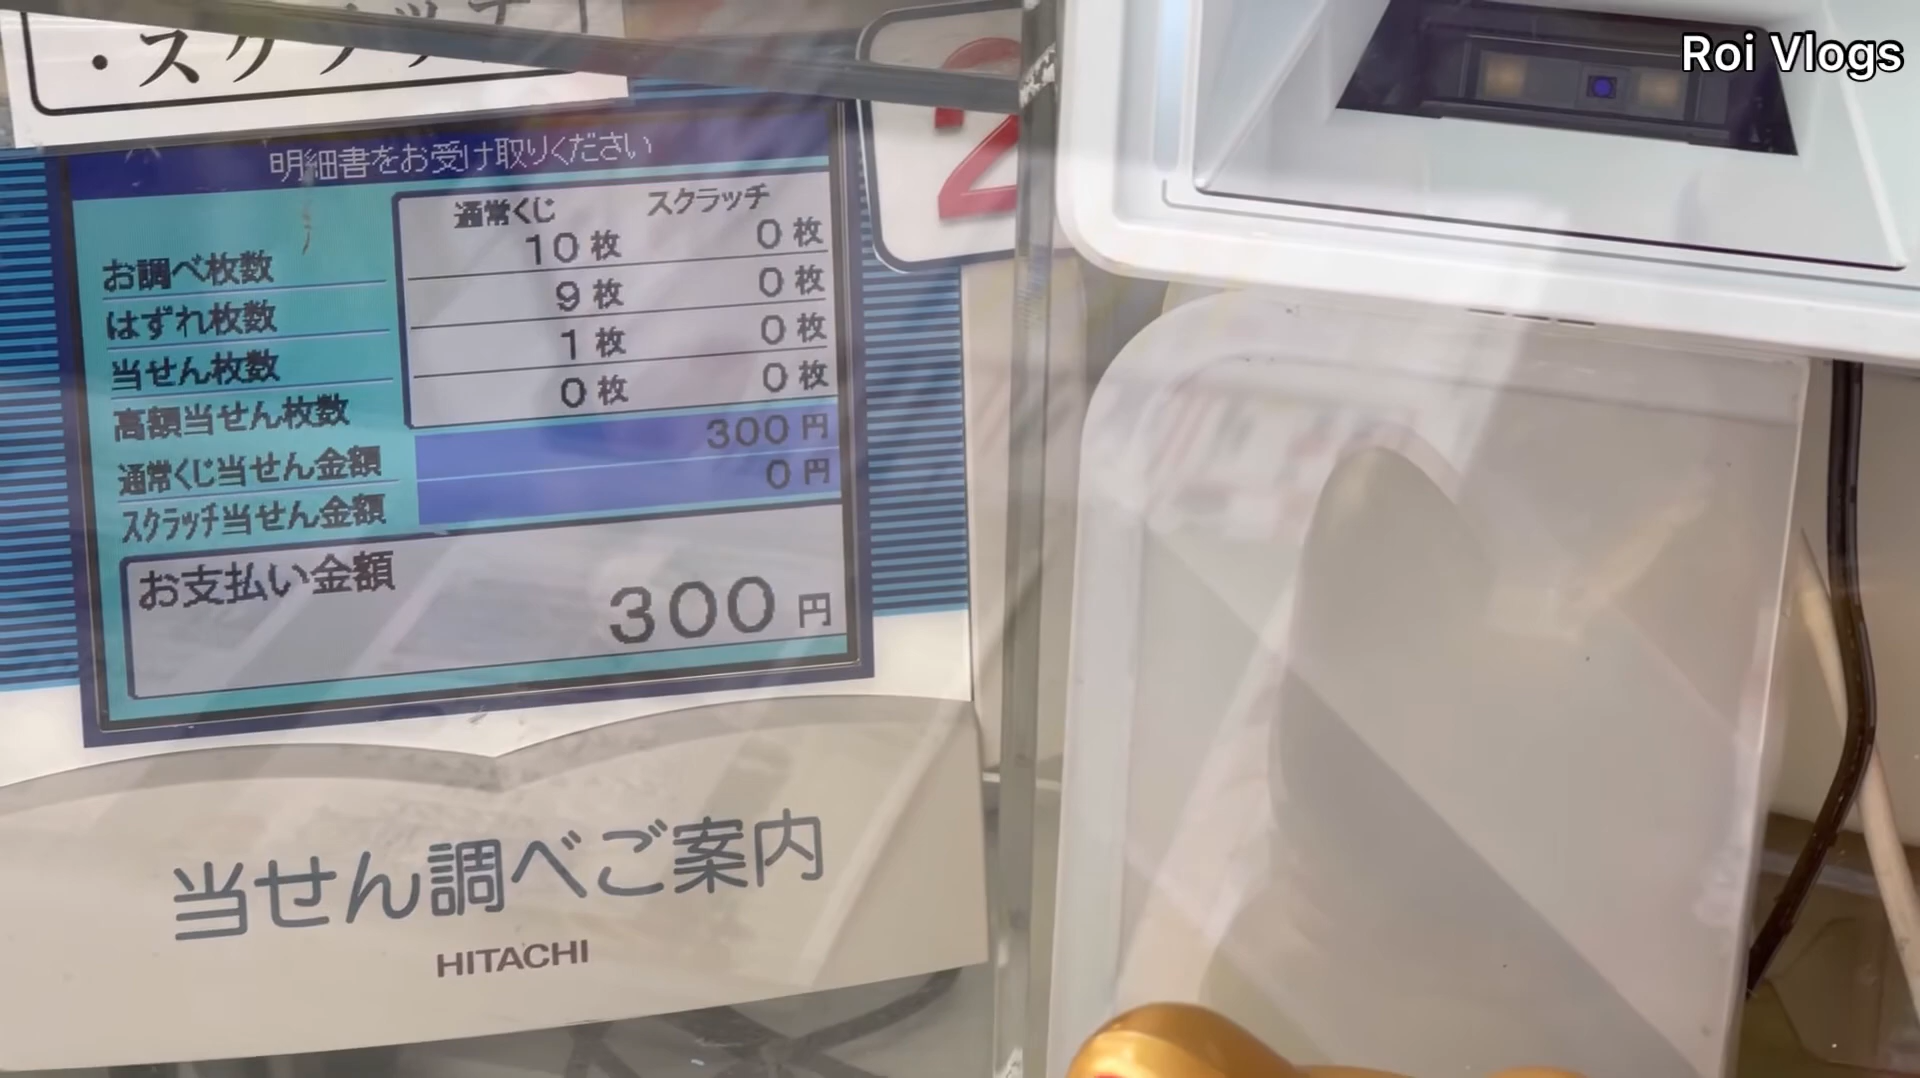 Roi Vlogs
・スクラッチ
2
明細書をお受け取りください
通常くじ スクラッチ
お調べ枚数 10枚 0枚
はずれ枚数 9枚 0枚
当せん枚数 1枚 0枚
高額当せん枚数 0枚 0枚
通常くじ当せん金額 300円
スクラッチ当せん金額 0円
お支払い金額
300円
当せん調べご案内
HITACHI